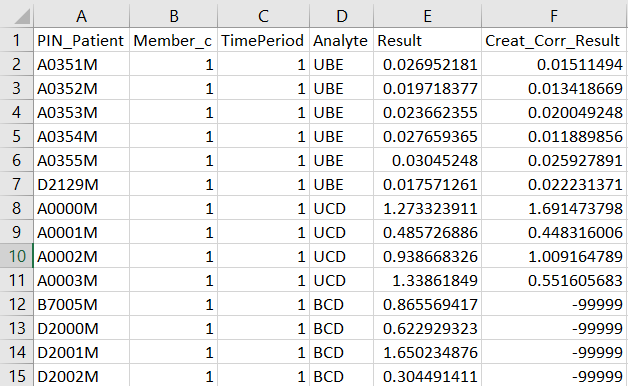 A B C D E F
1 PIN_Patient Member_c TimePeriod Analyte Result Creat_Corr_Result
2 A0351M 1 1 UBE 0.026952181 0.01511494
3 A0352M 1 1 UBE 0.019718377 0.013418669
4 A0353M 1 1 UBE 0.023662355 0.020049248
5 A0354M 1 1 UBE 0.027659365 0.011889856
6 A0355M 1 1 UBE 0.03045248 0.025927891
7 D2129M 1 1 UBE 0.017571261 0.022231371
8 A0000M 1 1 UCD 1.273323911 1.691473798
9 A0001M 1 1 UCD 0.485726886 0.448316006
10 A0002M 1 1 UCD 0.938668326 1.009164789
11 A0003M 1 1 UCD 1.33861849 0.551605683
12 B7005M 1 1 BCD 0.865569417 -99999
13 D2000M 1 1 BCD 0.622929323 -99999
14 D2001M 1 1 BCD 1.650234876 -99999
15 D2002M 1 1 BCD 0.304491411 -99999